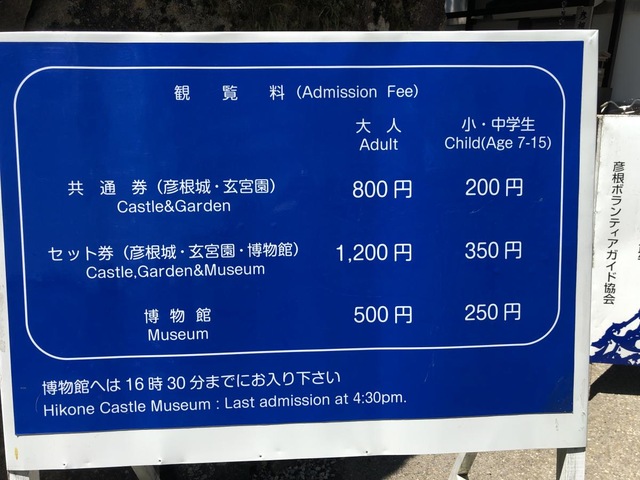 観覧料 (Admission Fee)
大人 小・中学生
Adult Child(Age 7-15)
共通券 (彦根城・玄宮園) 800円 200円
Castle&Garden
セット券 (彦根城・玄宮園・博物館) 1,200円 350円
Castle,Garden&Museum
博物館 500円 250円
Museum
博物館へは16時30分までにお入り下さい
Hikone Castle Museum : Last admission at 4:30pm.
彦根ボランティアガイド協会